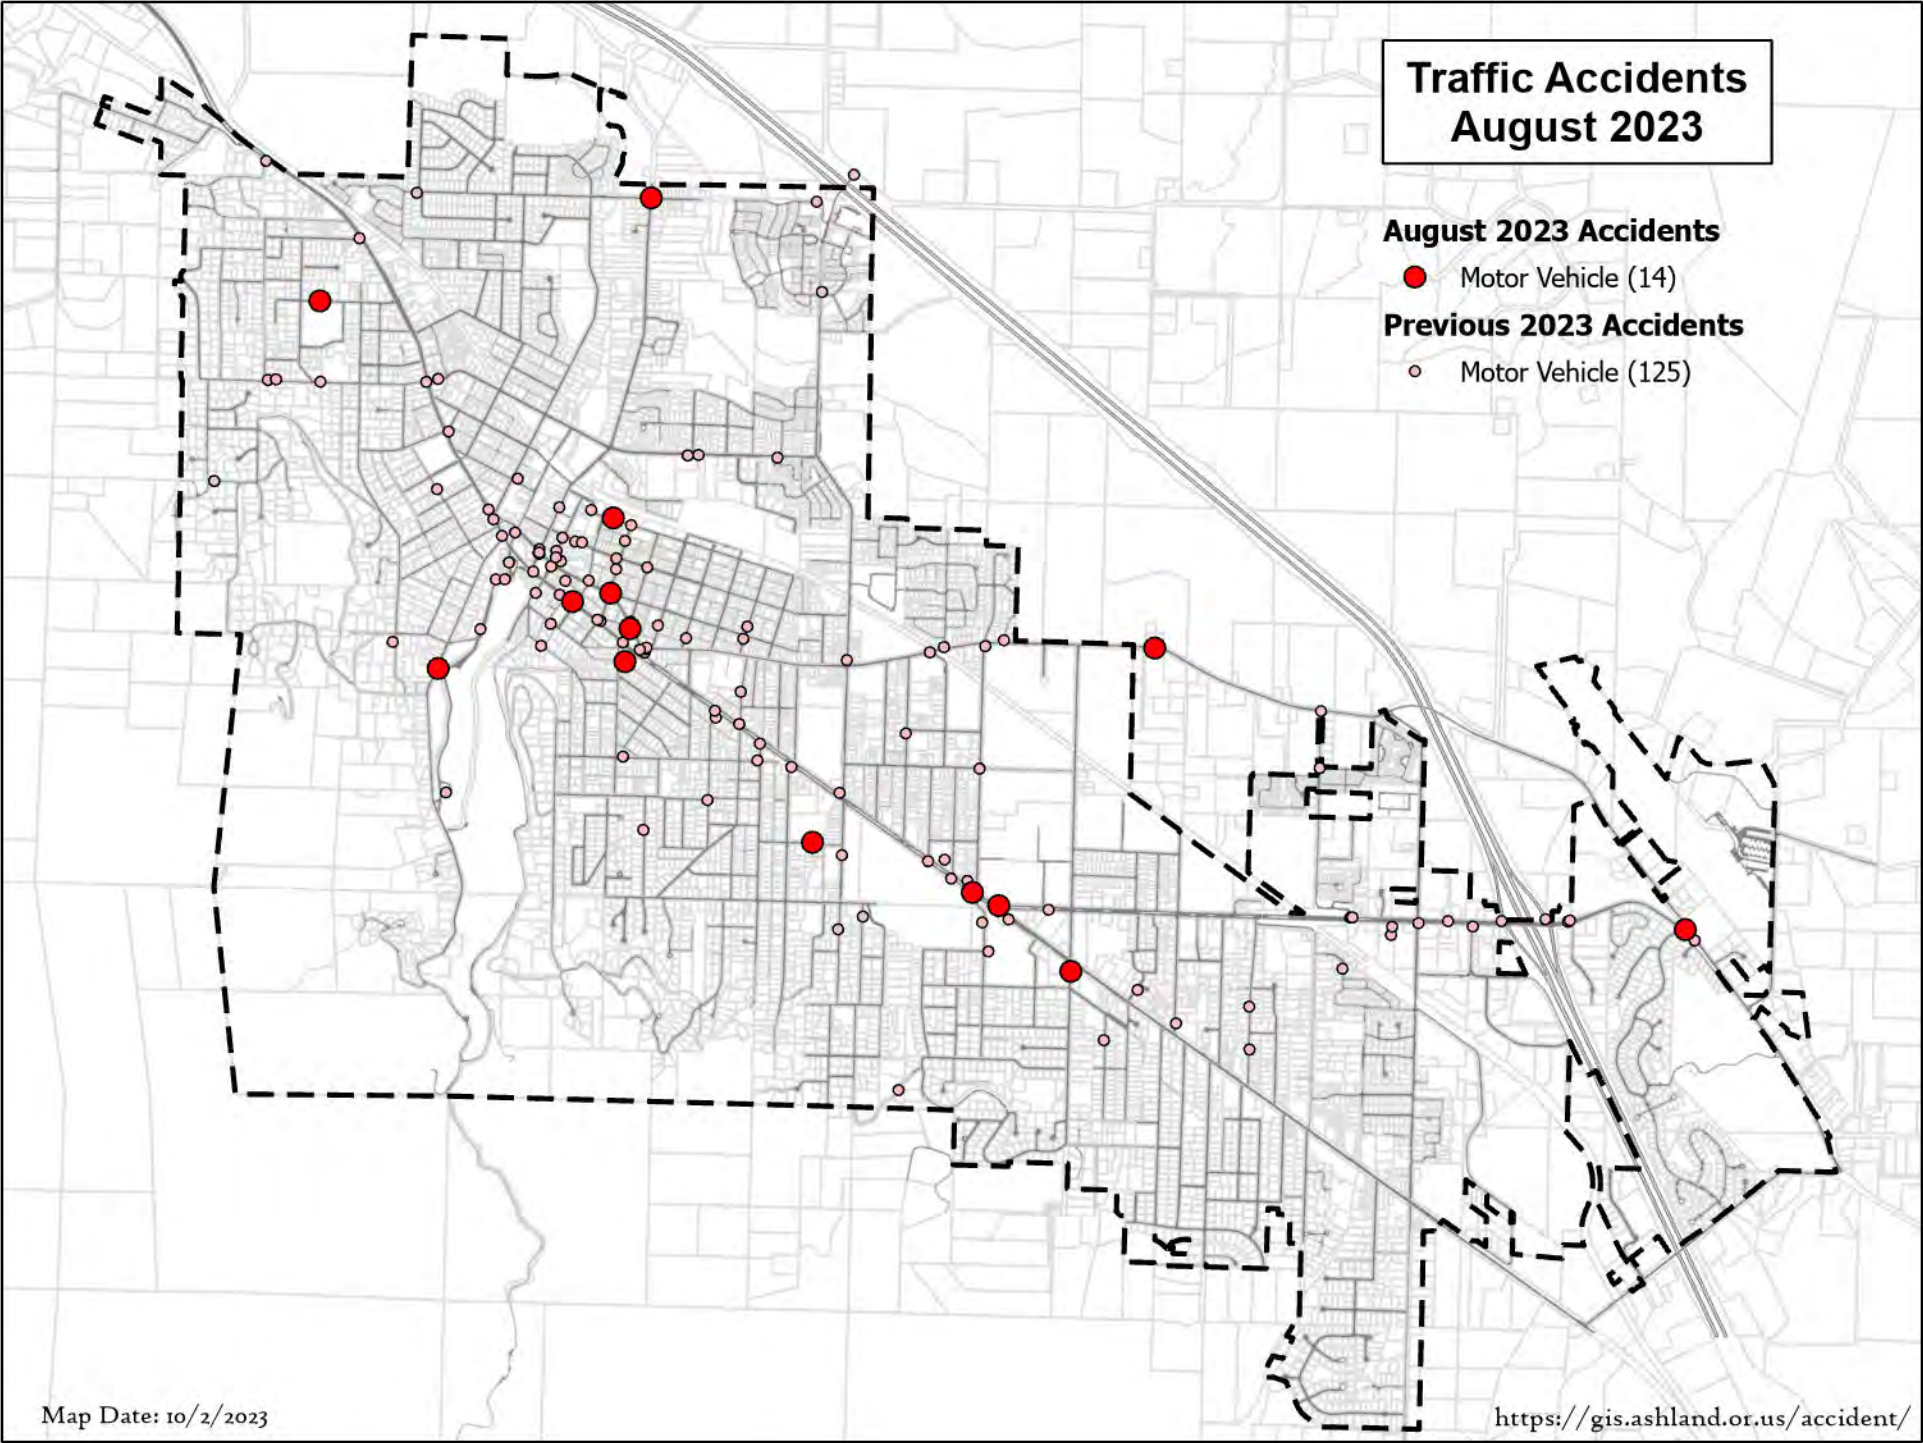 Traffic Accidents
August 2023
August 2023 Accidents
Motor Vehicle (14)
Previous 2023 Accidents
Motor Vehicle (125)
Map Date: 10/2/2023
https://gis.ashland.or.us/accident/